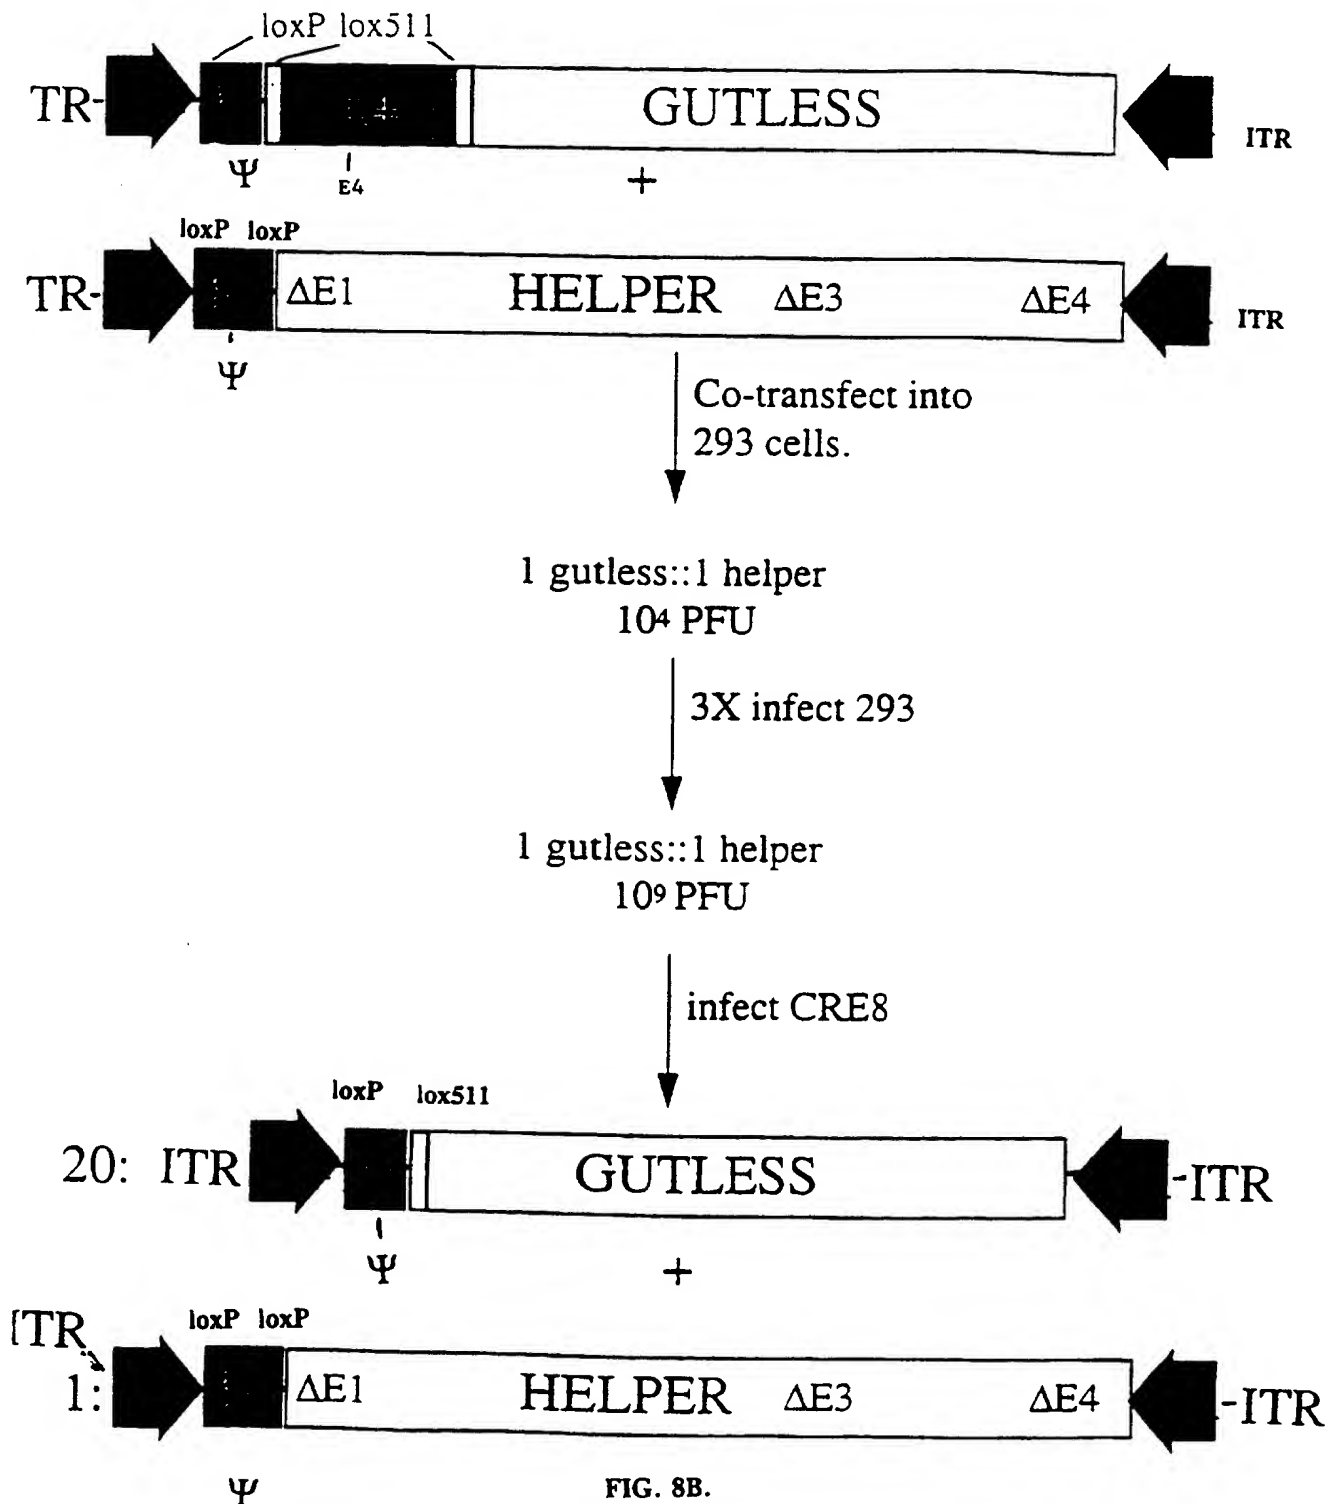 loxP lox511
TR- GUTLESS ITR
Ψ E4 +
loxP loxP
TR- ΔE1 HELPER ΔE3 ΔE4 ITR
Ψ
Co-transfect into
293 cells.
1 gutless::1 helper
10⁴ PFU
3X infect 293
1 gutless::1 helper
10⁹ PFU
infect CRE8
loxP lox511
20: ITR GUTLESS -ITR
Ψ +
ITR loxP loxP
1: ΔE1 HELPER ΔE3 ΔE4 -ITR
Ψ FIG. 8B.